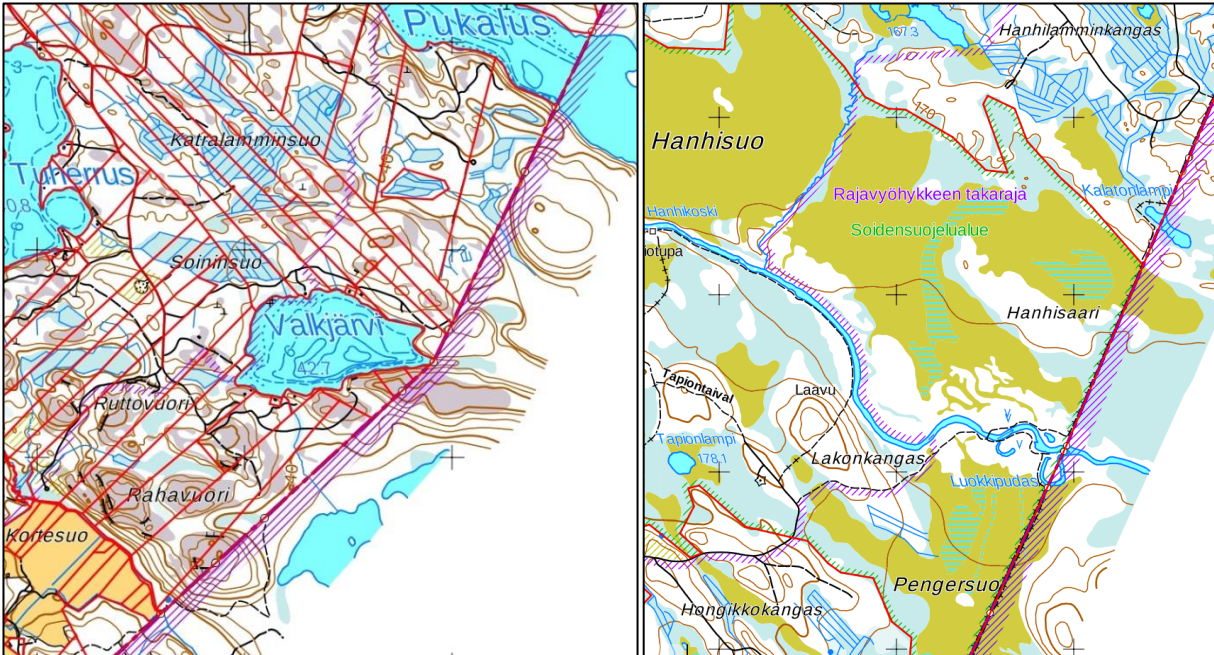 Pukalus
Katralamminsuo
Tuherrus
Soininsuo
Valkjärvi
42.7
Ruttovuori
Rahavuori
Kortesuo
167.3
Hanhilamminkangas
170
Hanhisuo
Kalatonlampi
Rajavyöhykkeen takaraja
Hanhikoski
Soidensuojelualue
iotupa
Hanhisaari
Tapiontaival
Laavu
Tapionlampi
178.1
Lakonkangas
Luokkipudas
Pengersuo
Hongikkokangas